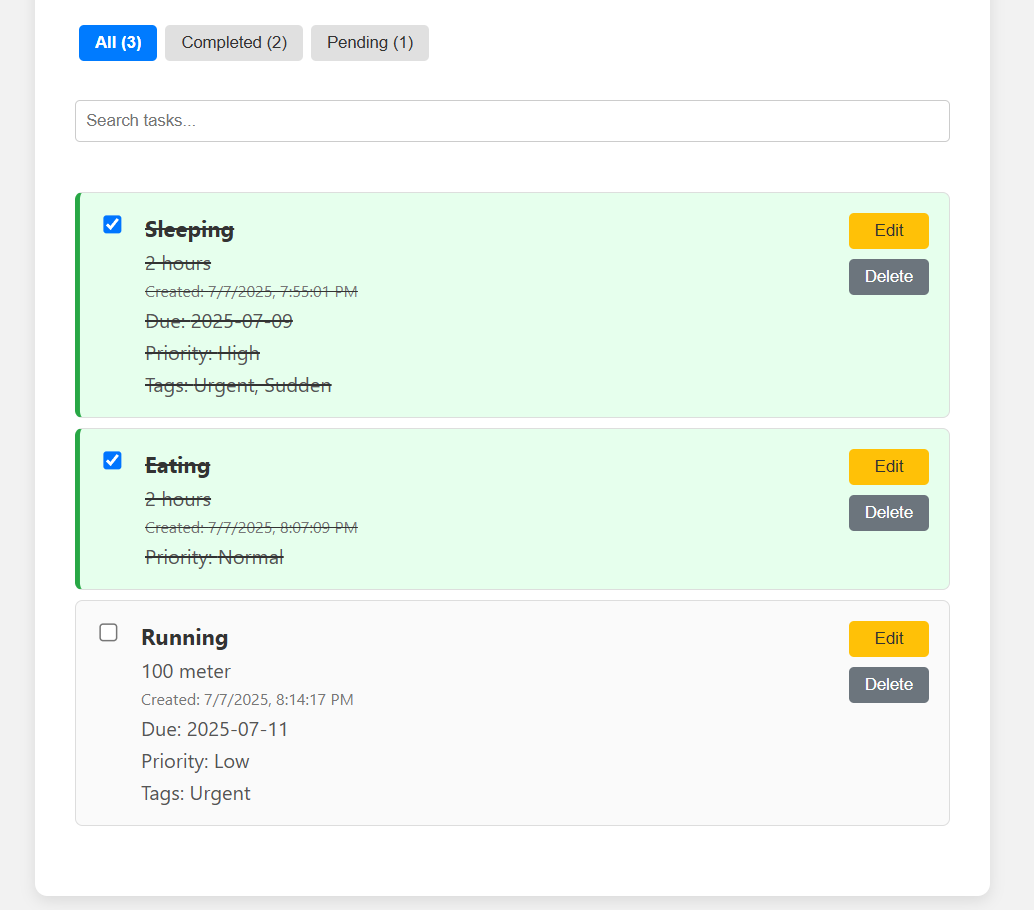 All (3) Completed (2) Pending (1)
Search tasks...
Sleeping
Edit
2 hours
Delete
Created: 7/7/2025, 7:55:01 PM
Due: 2025-07-09
Priority: High
Tags: Urgent, Sudden
Eating
Edit
2 hours
Delete
Created: 7/7/2025, 8:07:09 PM
Priority: Normal
Running
Edit
100 meter
Delete
Created: 7/7/2025, 8:14:17 PM
Due: 2025-07-11
Priority: Low
Tags: Urgent